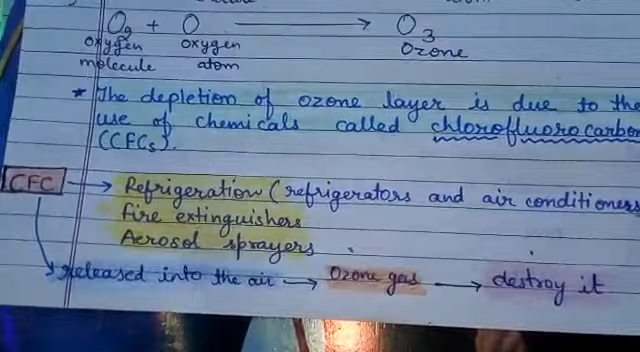 O2 + O ⟶ O3
oxygen oxygen Ozone
molecule atom
* The depletion of ozone layer is due to the
use of chemicals called chlorofluorocarbon
(CFCs).
CFC → Refrigeration (refrigerators and air conditioners
Fire extinguishers
Aerosol sprayers
released into the air → Ozone gas → destroy it